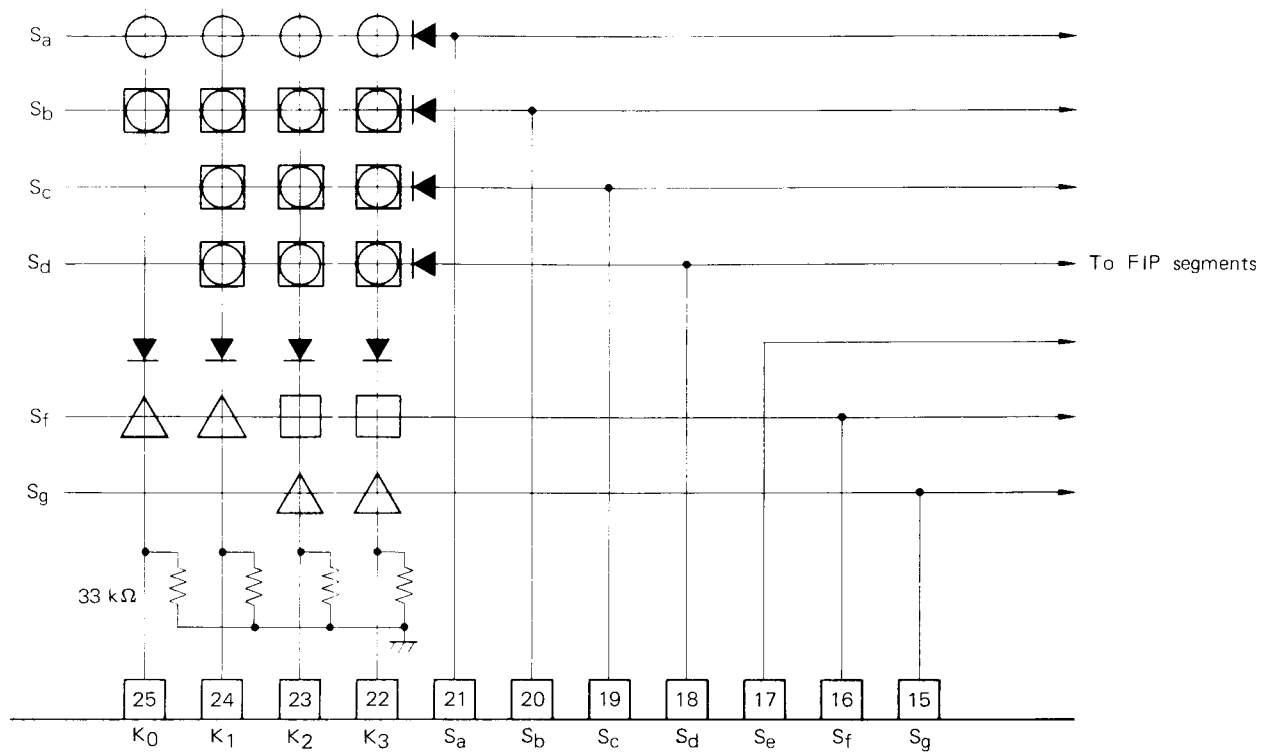 Sa
Sb
Sc
Sd
To FIP segments
Sf
Sg
33 kΩ
25 24 23 22 21 20 19 18 17 16 15
K0 K1 K2 K3 Sa Sb Sc Sd Se Sf Sg